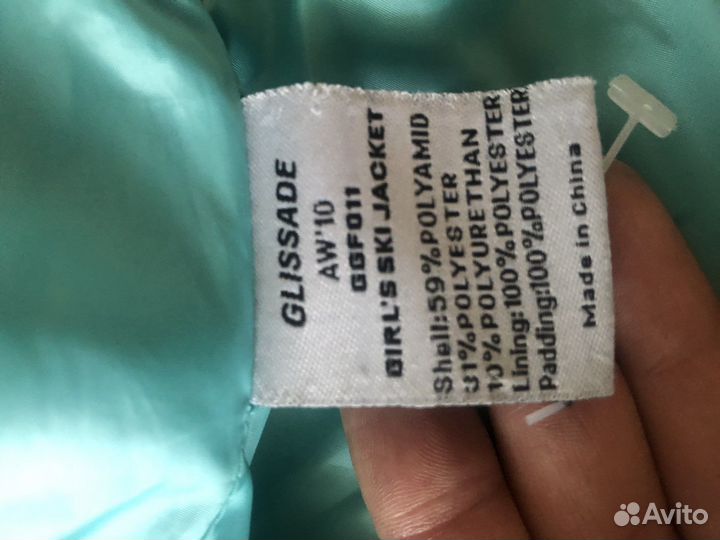 GLISSADE
AW'10
GGF011
GIRL'S SKI JACKET
Shell:59%POLYAMID
31%POLYESTER
10%POLYURETHAN
Lining:100%POLYESTER
Padding:100%POLYESTER
Made in China
Avito